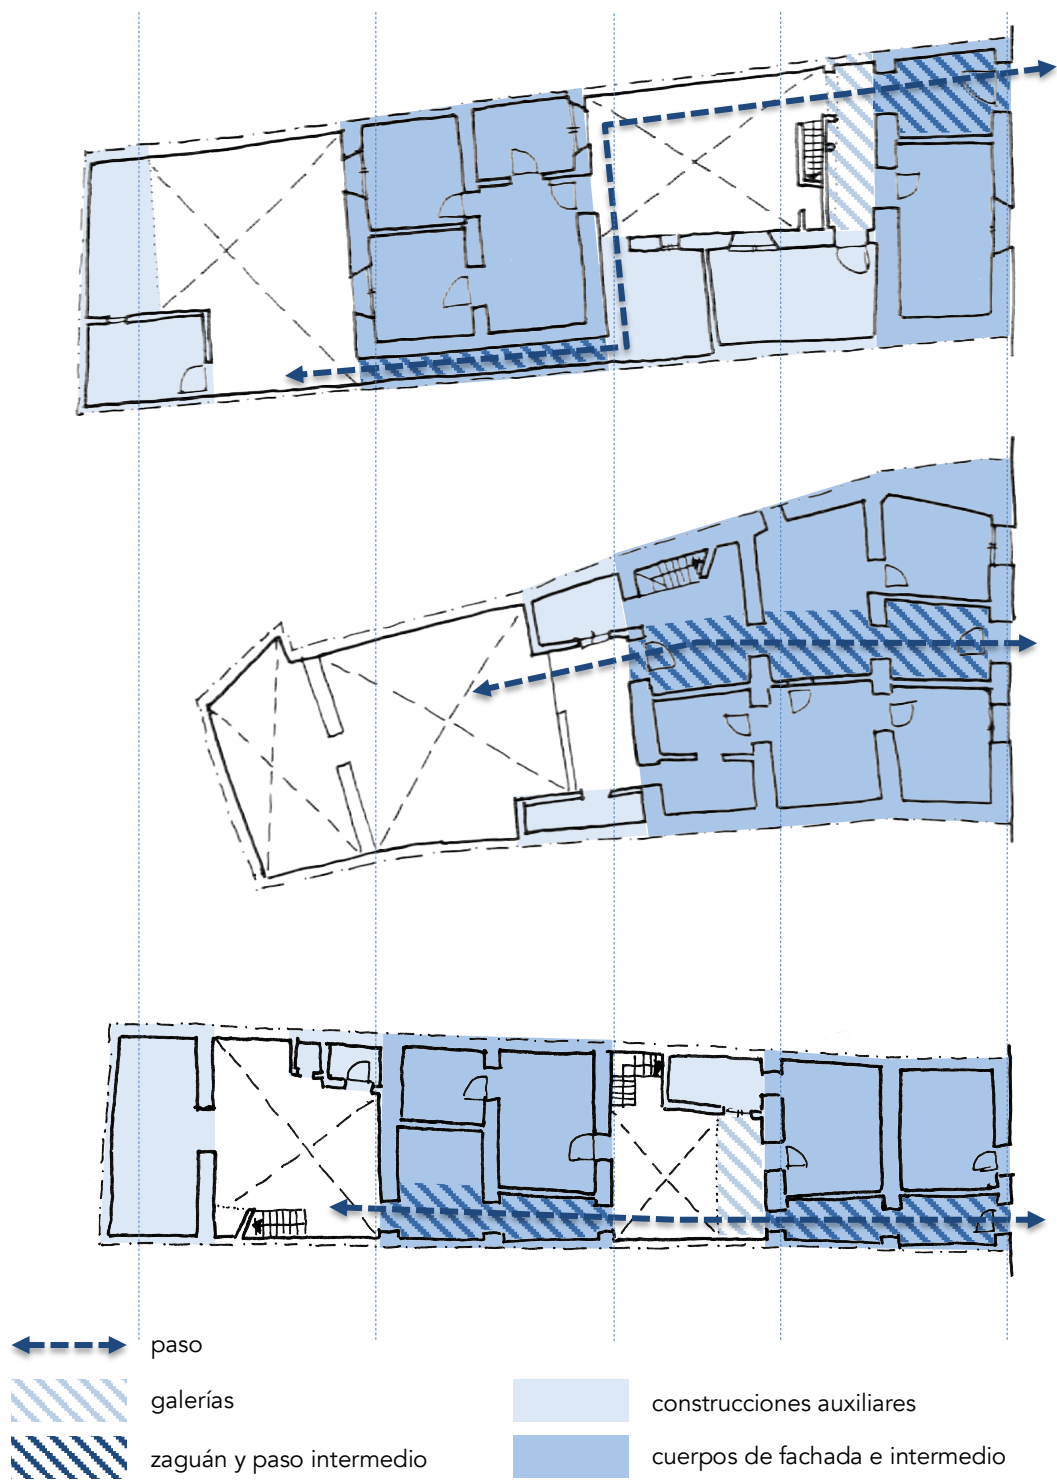 paso
galerías
zaguán y paso intermedio
construcciones auxiliares
cuerpos de fachada e intermedio